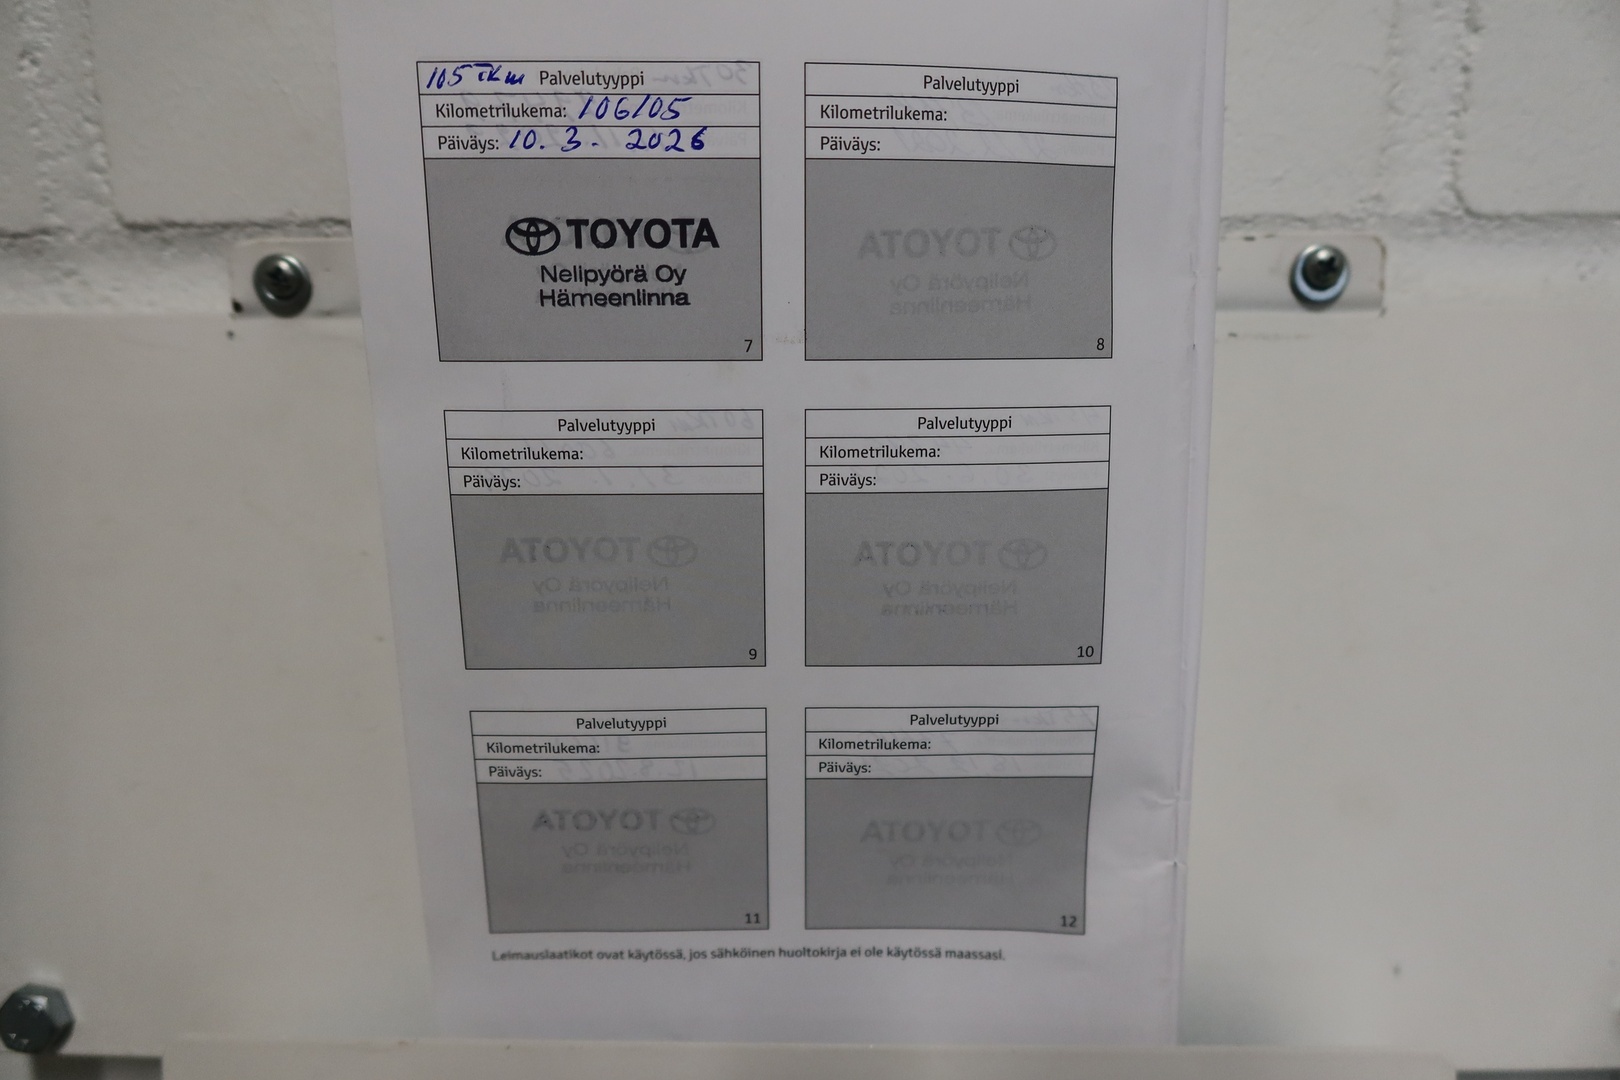 105 Tkm Palvelutyyppi
Kilometrilukema: 106105
Päiväys: 10.3.2026
TOYOTA
Nelipyörä Oy
Hämeenlinna
7
Palvelutyyppi
Kilometrilukema:
Päiväys:
8
Palvelutyyppi
Kilometrilukema:
Päiväys:
9
Palvelutyyppi
Kilometrilukema:
Päiväys:
10
Palvelutyyppi
Kilometrilukema:
Päiväys:
11
Palvelutyyppi
Kilometrilukema:
Päiväys:
12
Leimauslaatikot ovat käytössä, jos sähköinen huoltokirja ei ole käytössä maassasi.